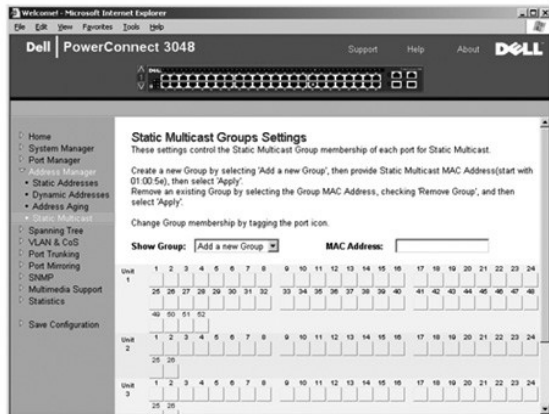 Welcome! - Microsoft Internet Explorer
File Edit View Favorites Tools Help
Dell | PowerConnect 3048
Support Help About DELL
Home
System Manager
Port Manager
Address Manager
Static Addresses
Dynamic Addresses
Address Aging
Static Multicast
Spanning Tree
VLAN & CoS
Port Trunking
Port Mirroring
SNMP
Multimedia Support
Statistics
Save Configuration
Static Multicast Groups Settings
These settings control the Static Multicast Group membership of each port for Static Multicast.
Create a new Group by selecting 'Add a new Group', then provide Static Multicast MAC Address(start with
01:00:5e), then select 'Apply'.
Remove an existing Group by selecting the Group MAC Address, checking 'Remove Group', and then
select 'Apply'.
Change Group membership by tagging the port icon.
Show Group: Add a new Group MAC Address:
Unit 1 2 3 4 5 6 7 8 9 10 11 12 13 14 15 16 17 18 19 20 21 22 23 24
1
25 26 27 28 29 30 31 32 33 34 35 36 37 38 39 40 41 42 43 44 45 46 47 48
49 50 51 52
Unit 1 2 3 4 5 6 7 8 9 10 11 12 13 14 15 16 17 18 19 20 21 22 23 24
2
25 26
Unit 1 2 3 4 5 6 7 8 9 10 11 12 13 14 15 16 17 18 19 20 21 22 23 24
3
25 26